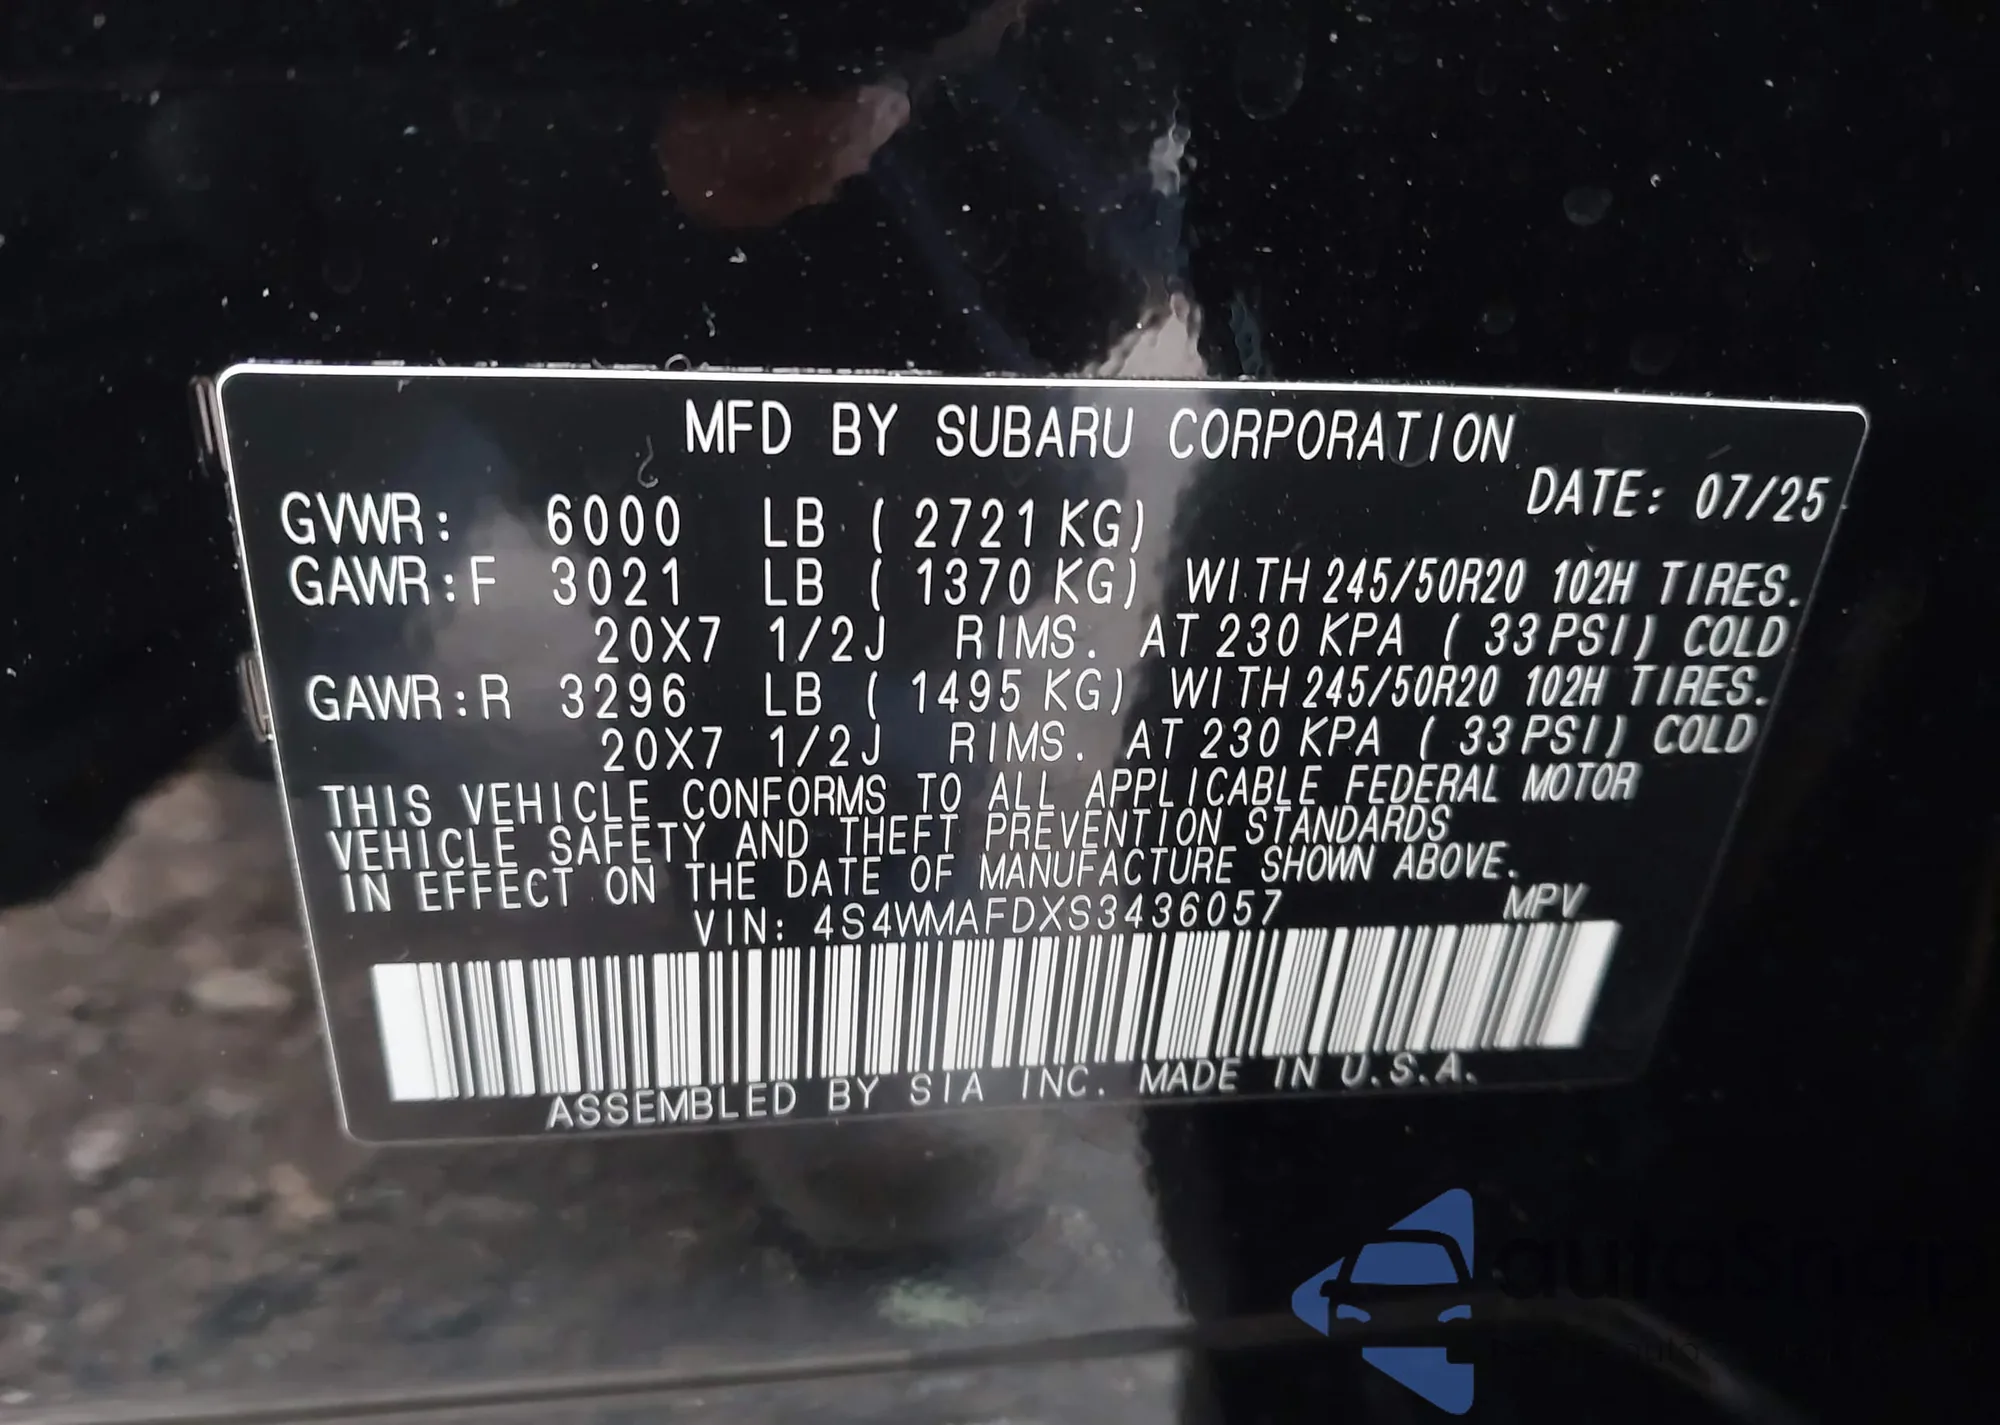 MFD BY SUBARU CORPORATION
DATE: 07/25
GVWR: 6000 LB ( 2721 KG)
GAWR:F 3021 LB ( 1370 KG) WITH 245/50R20 102H TIRES.
20X7 1/2J RIMS. AT 230 KPA ( 33 PSI) COLD
GAWR:R 3296 LB ( 1495 KG) WITH 245/50R20 102H TIRES.
20X7 1/2J RIMS. AT 230 KPA ( 33 PSI) COLD
THIS VEHICLE CONFORMS TO ALL APPLICABLE FEDERAL MOTOR
VEHICLE SAFETY AND THEFT PREVENTION STANDARDS
IN EFFECT ON THE DATE OF MANUFACTURE SHOWN ABOVE.
VIN: 4S4WMAFDXS3436057 MPV
ASSEMBLED BY SIA INC. MADE IN U.S.A.